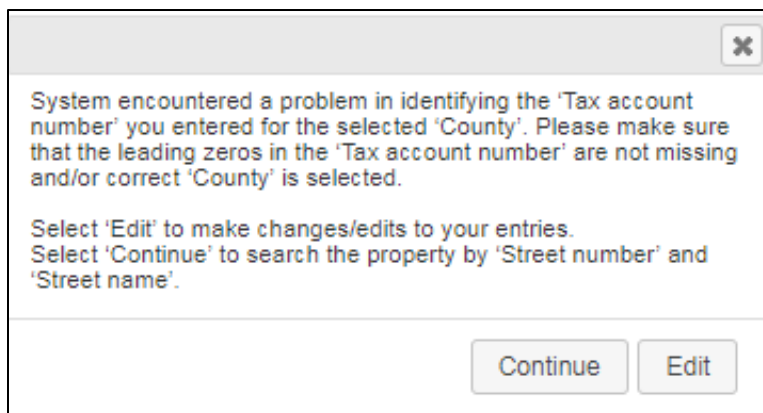 System encountered a problem in identifying the ‘Tax account
number’ you entered for the selected ‘County’. Please make sure
that the leading zeros in the ‘Tax account number’ are not missing
and/or correct ‘County’ is selected.
Select ‘Edit’ to make changes/edits to your entries.
Select ‘Continue’ to search the property by ‘Street number’ and
‘Street name’.
Continue Edit